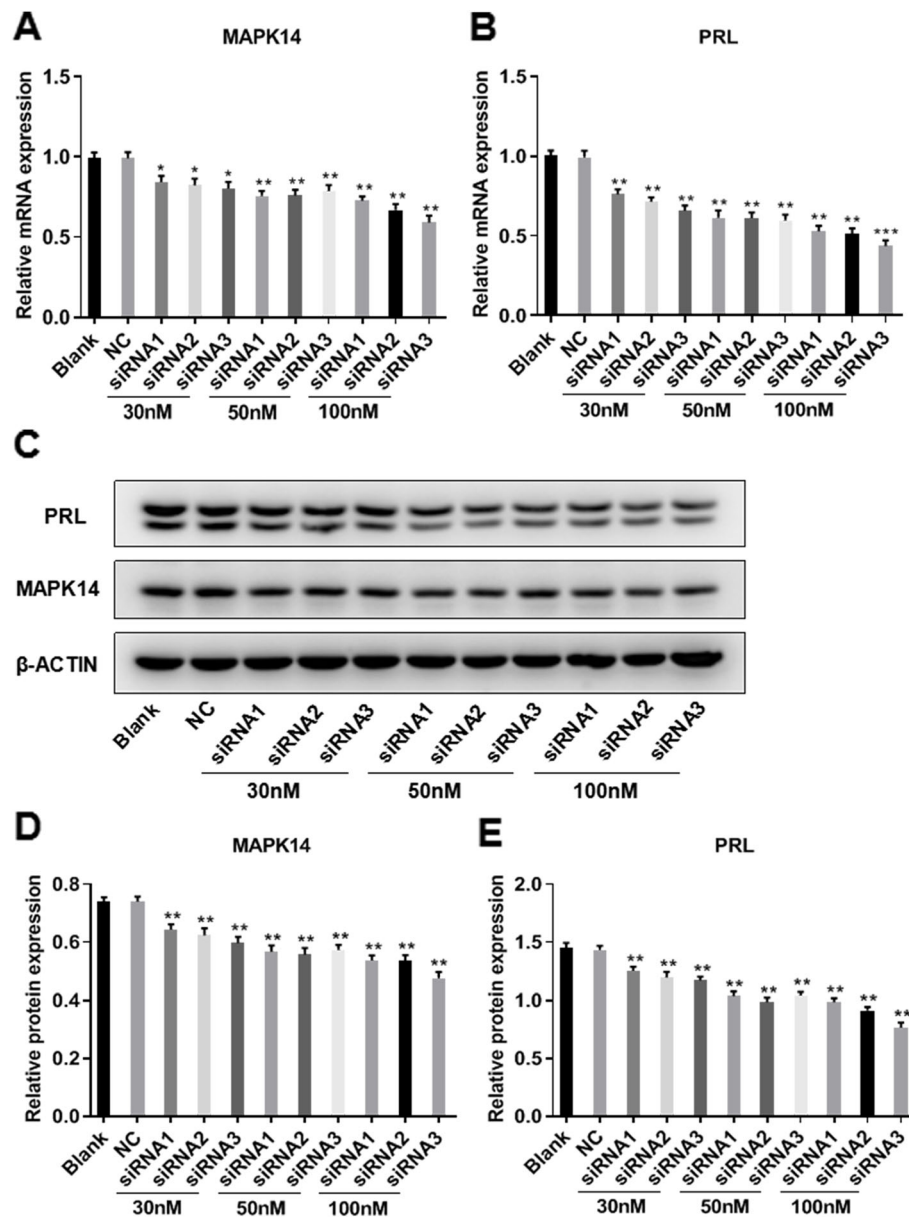 A
MAPK14
Relative mRNA expression
1.5
1.0
0.5
0.0
* * * ** ** ** ** ** **
Blank NC siRNA1 siRNA2 siRNA3 siRNA1 siRNA2 siRNA3 siRNA1 siRNA2 siRNA3
30nM 50nM 100nM
B
PRL
Relative mRNA expression
1.5
1.0
0.5
0.0
** ** ** ** ** ** ** ** ***
Blank NC siRNA1 siRNA2 siRNA3 siRNA1 siRNA2 siRNA3 siRNA1 siRNA2 siRNA3
30nM 50nM 100nM
C
PRL
MAPK14
β-ACTIN
Blank NC siRNA1 siRNA2 siRNA3 siRNA1 siRNA2 siRNA3 siRNA1 siRNA2 siRNA3
30nM 50nM 100nM
D
MAPK14
Relative protein expression
0.8
0.6
0.4
0.2
0.0
** ** ** ** ** ** ** ** **
Blank NC siRNA1 siRNA2 siRNA3 siRNA1 siRNA2 siRNA3 siRNA1 siRNA2 siRNA3
30nM 50nM 100nM
E
PRL
Relative protein expression
2.0
1.5
1.0
0.5
0.0
** ** ** ** ** ** ** ** **
Blank NC siRNA1 siRNA2 siRNA3 siRNA1 siRNA2 siRNA3 siRNA1 siRNA2 siRNA3
30nM 50nM 100nM